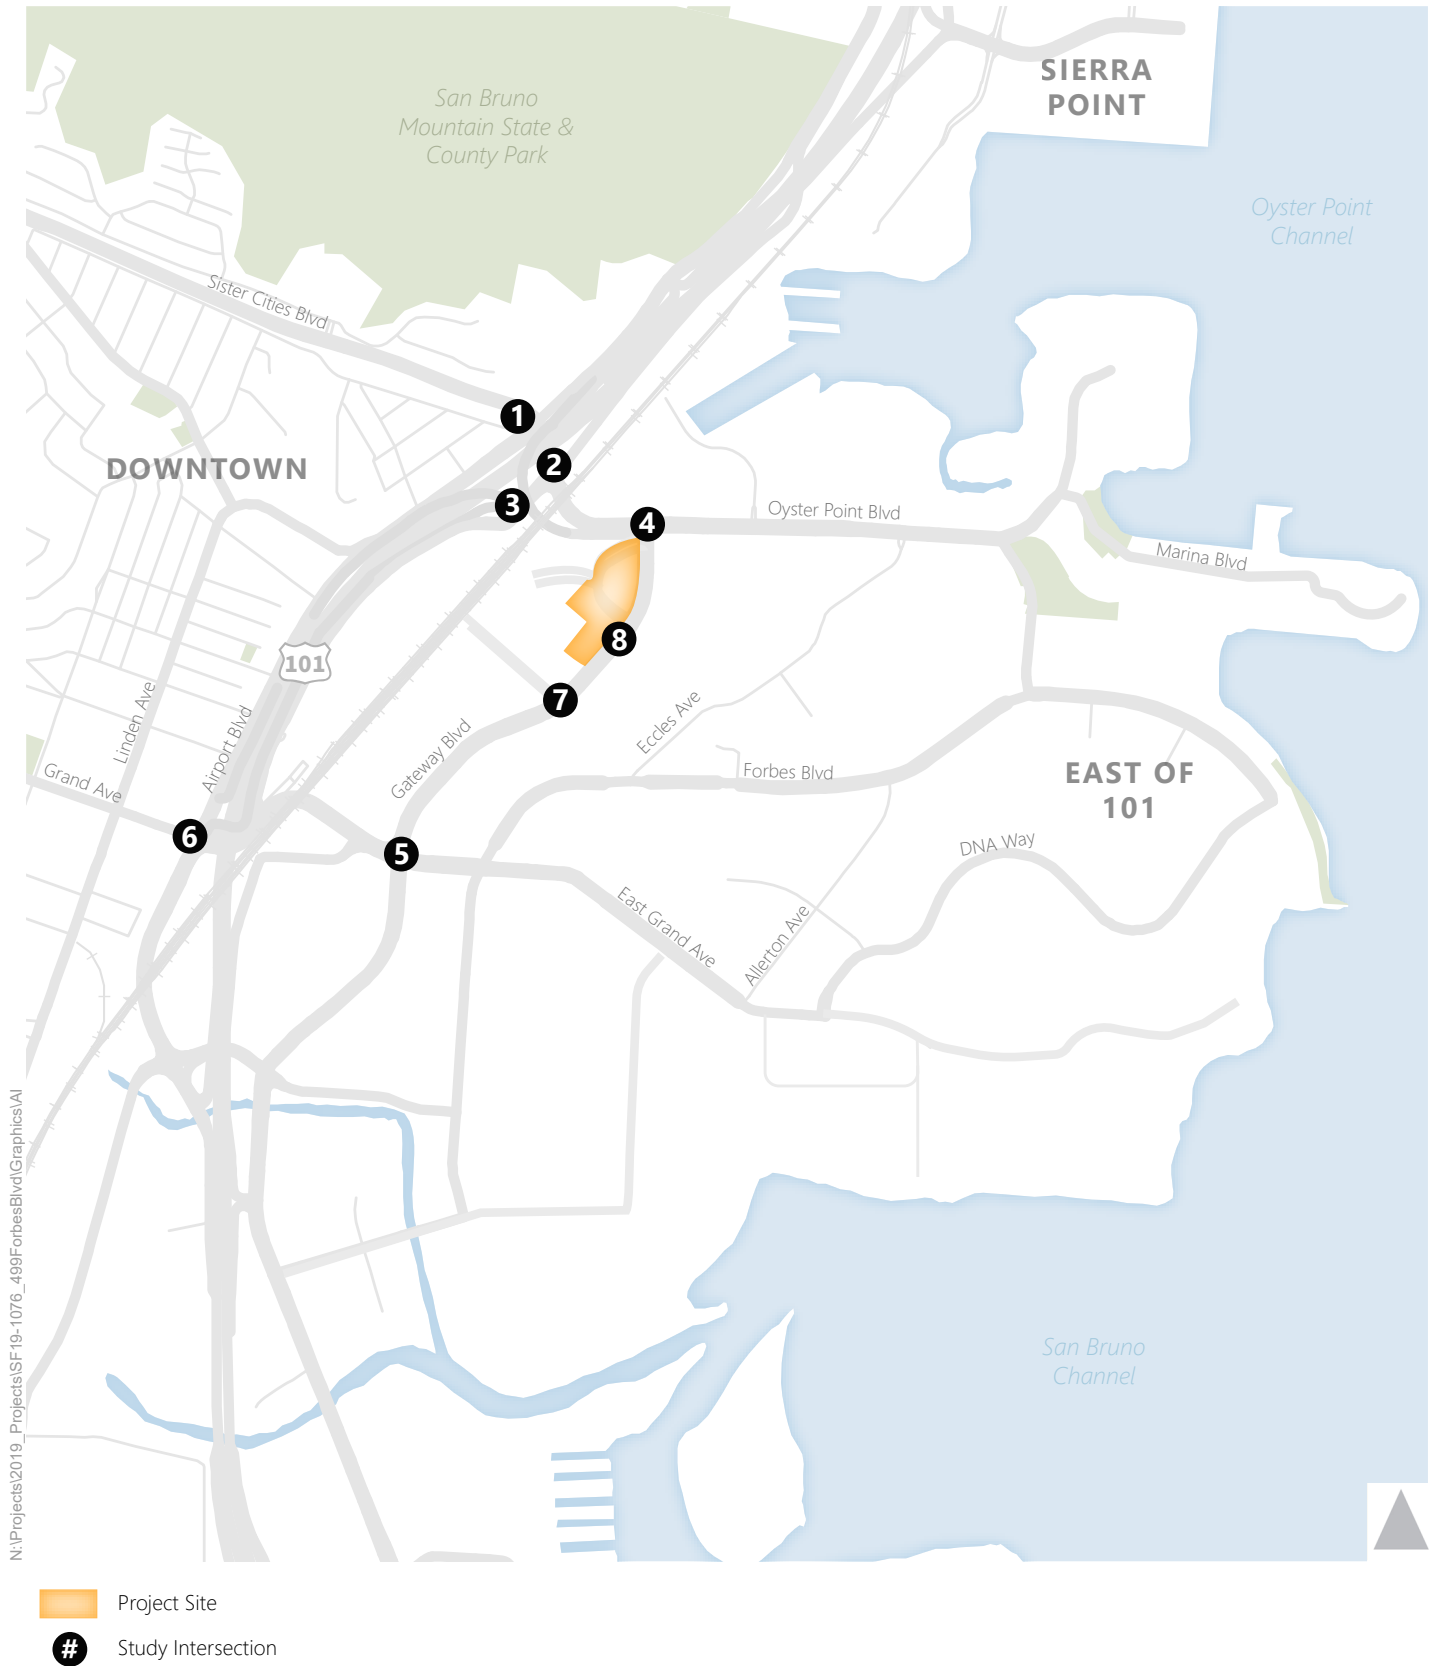 SIERRA
POINT
San Bruno
Mountain State &
County Park
Oyster Point
Channel
Sister Cities Blvd
1
DOWNTOWN
2
3
Oyster Point Blvd
4
Marina Blvd
8
101
7
Linden Ave
Airport Blvd
Gateway Blvd
Eccles Ave
Grand Ave
Forbes Blvd
EAST OF
101
6
5
DNA Way
East Grand Ave
Allerton Ave
San Bruno
Channel
N:\Projects\2019_Projects\SF19-1076_499ForbesBlvd\Graphics\AI
Project Site
# Study Intersection